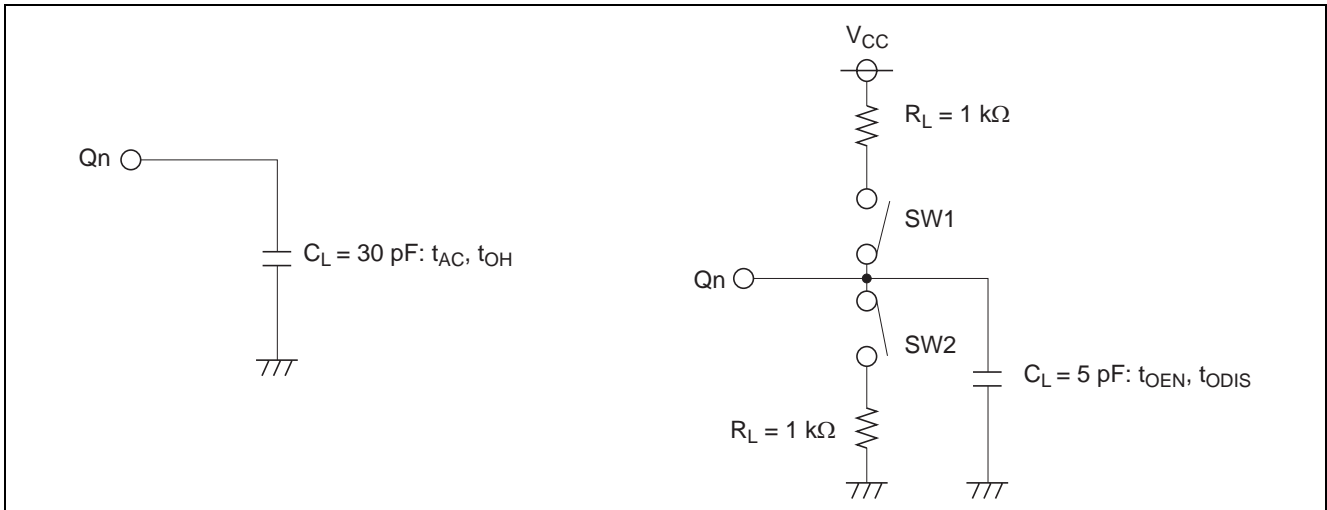 Qn
C_L = 30 pF: t_AC, t_OH
V_CC
R_L = 1 kΩ
SW1
Qn
SW2
C_L = 5 pF: t_OEN, t_ODIS
R_L = 1 kΩ